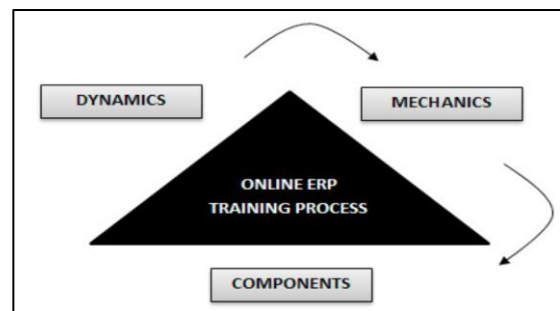 DYNAMICS
MECHANICS
ONLINE ERP
TRAINING PROCESS
COMPONENTS